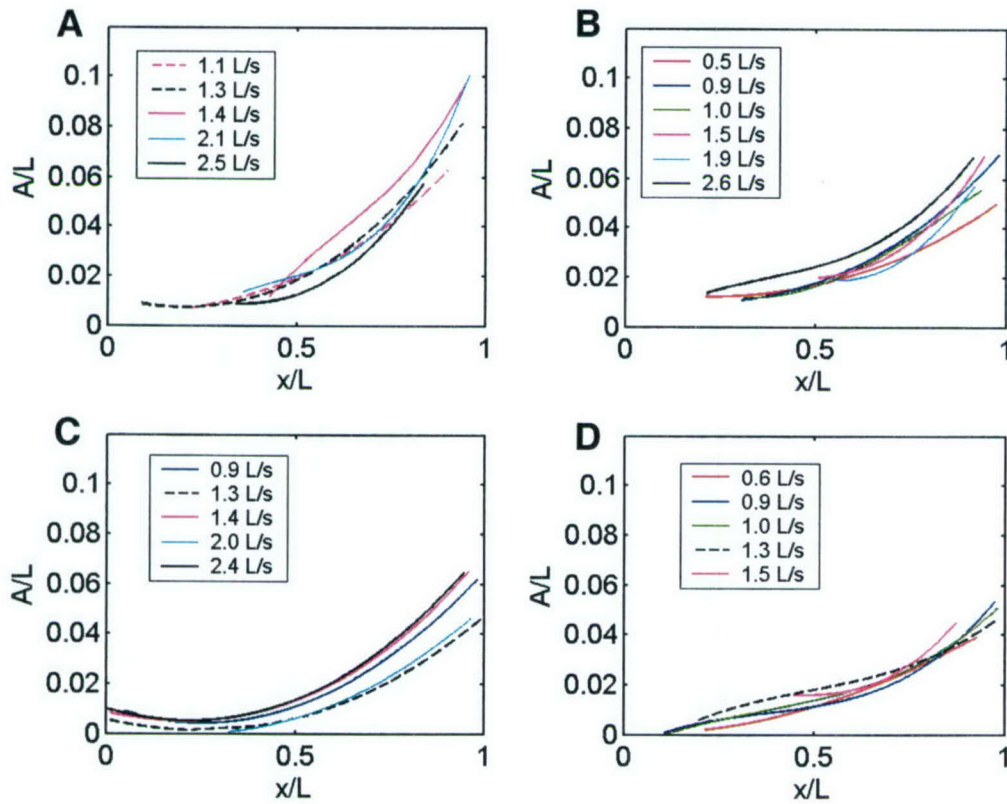 A
1.1 L/s
1.3 L/s
1.4 L/s
2.1 L/s
2.5 L/s
0.1
0.08
0.06
0.04
0.02
0
A/L
0
0.5
1
x/L
B
0.5 L/s
0.9 L/s
1.0 L/s
1.5 L/s
1.9 L/s
2.6 L/s
0.1
0.08
0.06
0.04
0.02
0
A/L
0
0.5
1
x/L
C
0.9 L/s
1.3 L/s
1.4 L/s
2.0 L/s
2.4 L/s
0.1
0.08
0.06
0.04
0.02
0
A/L
0
0.5
1
x/L
D
0.6 L/s
0.9 L/s
1.0 L/s
1.3 L/s
1.5 L/s
0.1
0.08
0.06
0.04
0.02
0
A/L
0
0.5
1
x/L